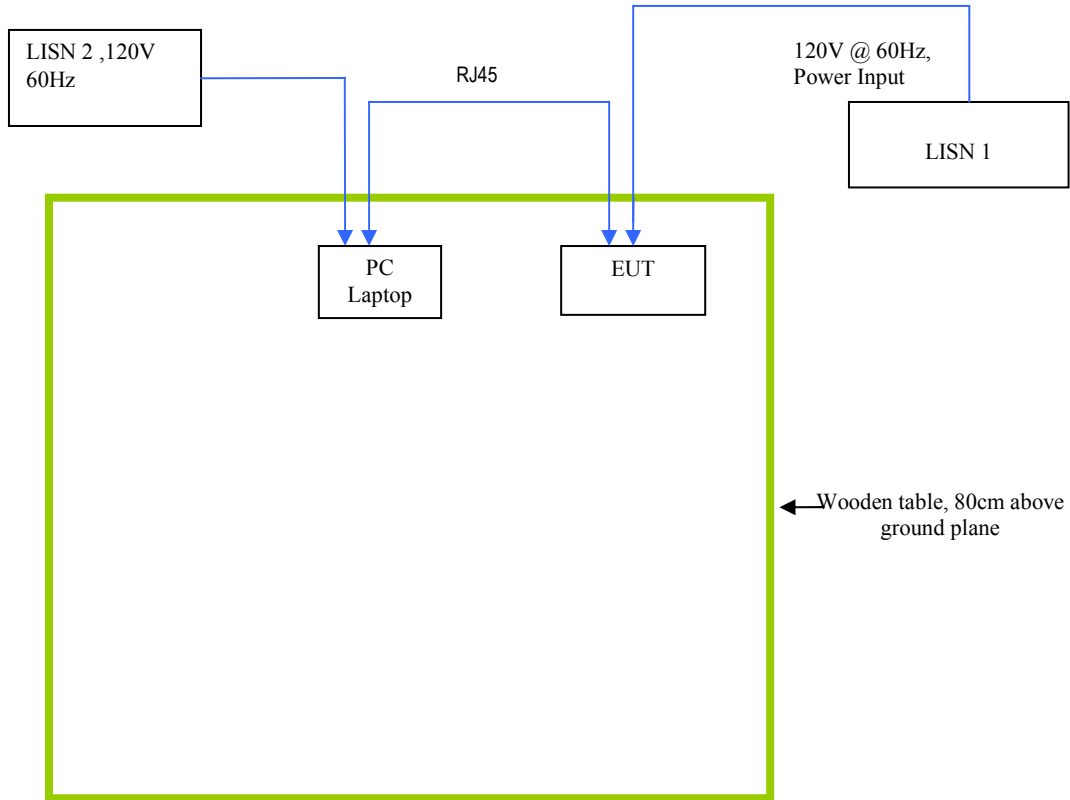 LISN 2 ,120V
60Hz
RJ45
120V @ 60Hz,
Power Input
LISN 1
PC
Laptop
EUT
Wooden table, 80cm above
ground plane